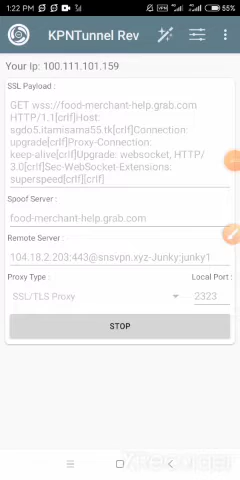 1:22 PM
55%
KPNTunnel Rev
Your Ip: 100.111.101.159
SSL Payload :
GET wss://food-merchant-help.grab.com
HTTP/1.1[crlf]Host:
sgdo5.itamisama55.tk[crlf]Connection:
upgrade[crlf]Proxy-Connection:
keep-alive[crlf]Upgrade: websocket, HTTP/
3.0[crlf]Sec-WebSocket-Extensions:
superspeed[crlf][crlf]
Spoof Server :
food-merchant-help.grab.com
Remote Server :
104.18.2.203:443@snsvpn.xyz-Junky:junky1
Proxy Type :
Local Port :
SSL/TLS Proxy
2323
STOP
XRecorder